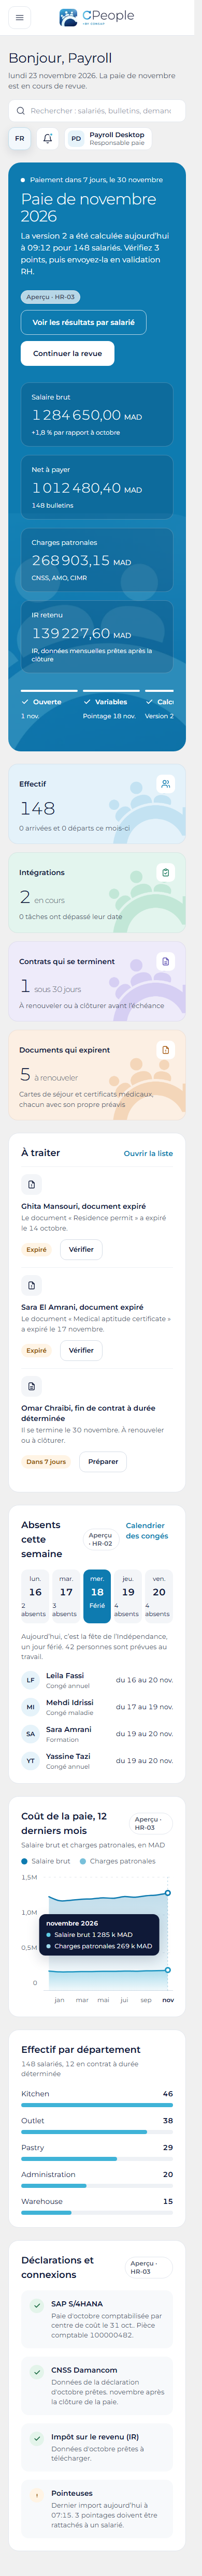 CPeople
Bonjour, Payroll
lundi 23 novembre 2026. La paie de novembre
est en cours de revue.
Rechercher : salariés, bulletins, demand
FR
PD
Payroll Desktop
Responsable paie
Paiement dans 7 jours, le 30 novembre
Paie de novembre
2026
La version 2 a été calculée aujourd'hui
à 09:12 pour 148 salariés. Vérifiez 3
points, puis envoyez-la en validation
RH.
Aperçu · HR-03
Voir les résultats par salarié
Continuer la revue
Salaire brut
1 284 650,00 MAD
+1,8 % par rapport à octobre
Net à payer
1 012 480,40 MAD
148 bulletins
Charges patronales
268 903,15 MAD
CNSS, AMO, CIMR
IR retenu
139 227,60 MAD
IR, données mensuelles prêtes après la
clôture
Ouverte
1 nov.
Variables
Pointage 18 nov.
Calcu
Version 2
Effectif
148
0 arrivées et 0 départs ce mois-ci
Intégrations
2 en cours
0 tâches ont dépassé leur date
Contrats qui se terminent
1 sous 30 jours
À renouveler ou à clôturer avant l'échéance
Documents qui expirent
5 à renouveler
Cartes de séjour et certificats médicaux,
chacun avec son propre préavis
À traiter
Ouvrir la liste
Ghita Mansouri, document expiré
Le document « Residence permit » a expiré
le 14 octobre.
Expiré
Vérifier
Sara El Amrani, document expiré
Le document « Medical aptitude certificate »
a expiré le 17 novembre.
Expiré
Vérifier
Omar Chraibi, fin de contrat à durée
déterminée
Il se termine le 30 novembre. À renouveler
ou à clôturer.
Dans 7 jours
Préparer
Absents
cette
semaine
Aperçu
· HR-02
Calendrier
des congés
lun.
16
2
absents
mar.
17
3
absents
mer.
18
Férié
jeu.
19
4
absents
ven.
20
4
absents
Aujourd'hui, c'est la fête de l'Indépendance,
un jour férié. 42 personnes sont prévues au
travail.
LF
Leila Fassi
Congé annuel
du 16 au 20 nov.
MI
Mehdi Idrissi
Congé maladie
du 17 au 19 nov.
SA
Sara Amrani
Formation
du 19 au 20 nov.
YT
Yassine Tazi
Congé annuel
du 19 au 20 nov.
Coût de la paie, 12
derniers mois
Aperçu ·
HR-03
Salaire brut et charges patronales, en MAD
Salaire brut
Charges patronales
1,5M
1,0M
0,5M
0
novembre 2026
Salaire brut 1 285 k MAD
Charges patronales 269 k MAD
jan
mar
mai
jui
sep
nov
Effectif par département
148 salariés, 12 en contrat à durée
déterminée
Kitchen 46
Outlet 38
Pastry 29
Administration 20
Warehouse 15
Déclarations et
connexions
Aperçu ·
HR-03
SAP S/4HANA
Paie d'octobre comptabilisée par
centre de coût le 31 oct.. Pièce
comptable 100000482.
CNSS Damancom
Données de la déclaration
d'octobre prêtes. novembre après
la clôture de la paie.
Impôt sur le revenu (IR)
Données d'octobre prêtes à
télécharger.
Pointeuses
Dernier import aujourd'hui à
07:15. 3 pointages doivent être
rattachés à un salarié.